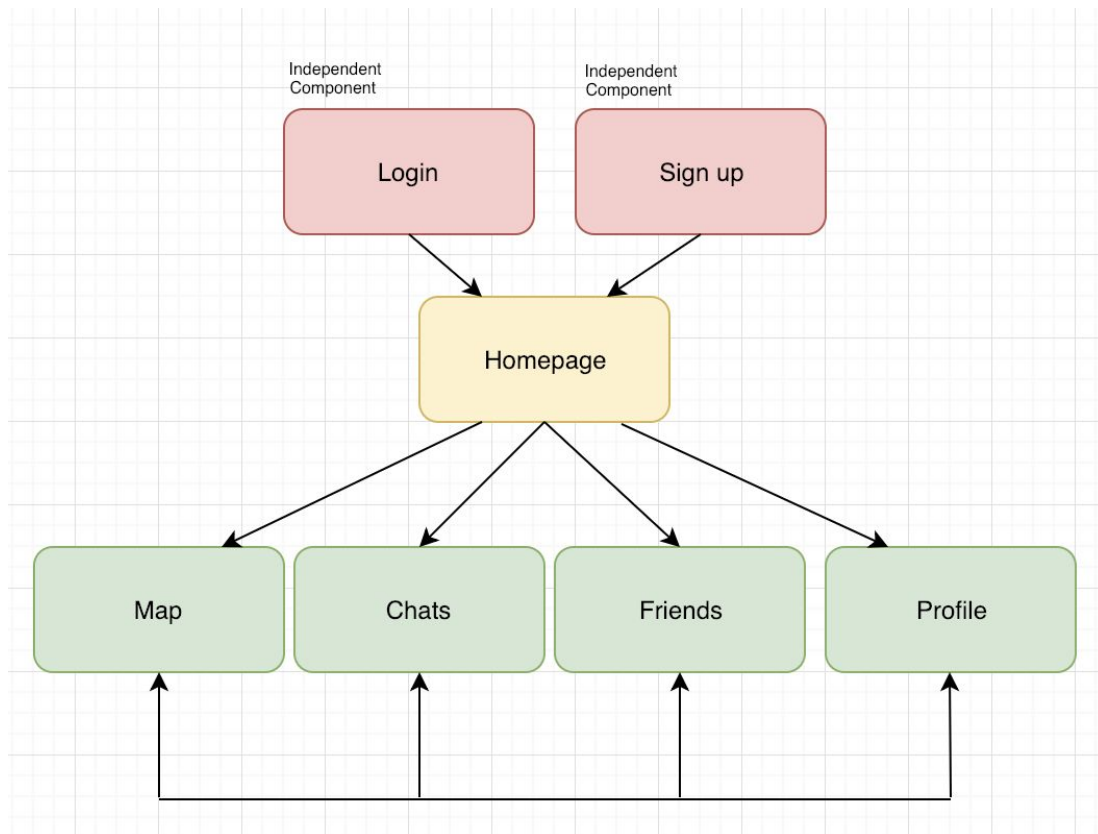 Independent
Component
Independent
Component
Login
Sign up
Homepage
Map
Chats
Friends
Profile